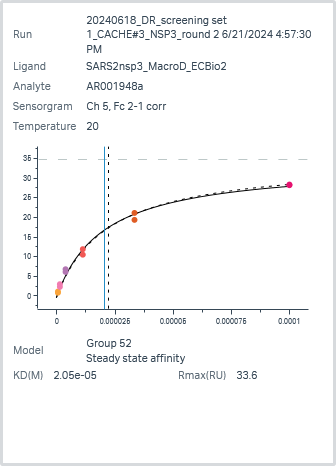 20240618_DR_screening set
Run 1_CACHE#3_NSP3_round 2 6/21/2024 4:57:30
PM
Ligand SARS2nsp3_MacroD_ECBio2
Analyte AR001948a
Sensorgram Ch 5, Fc 2-1 corr
Temperature 20
35
30
25
20
15
10
5
0
0 0.000025 0.00005 0.000075 0.0001
Model Group 52
Steady state affinity
KD(M) 2.05e-05 Rmax(RU) 33.6